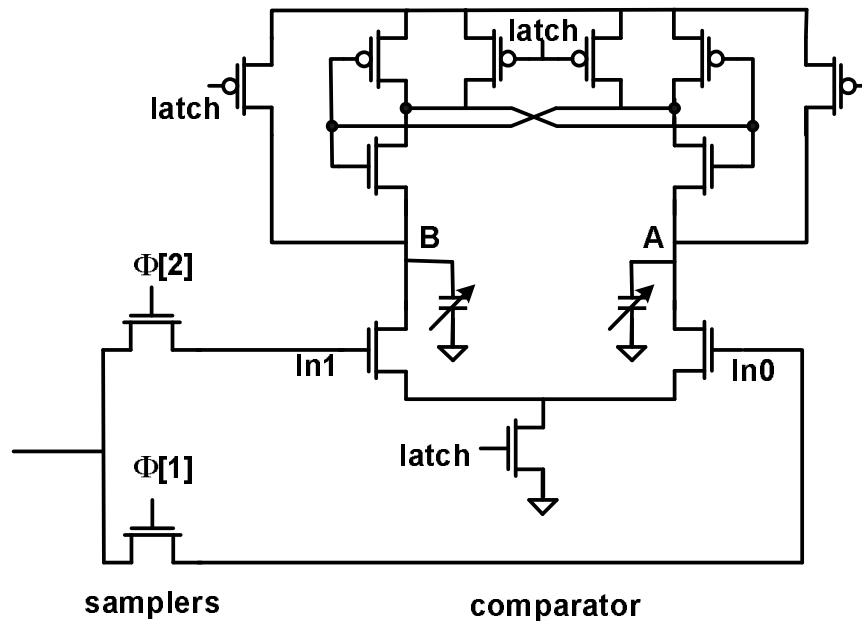 latch
latch
B
A
Φ[2]
In1
In0
latch
Φ[1]
samplers
comparator